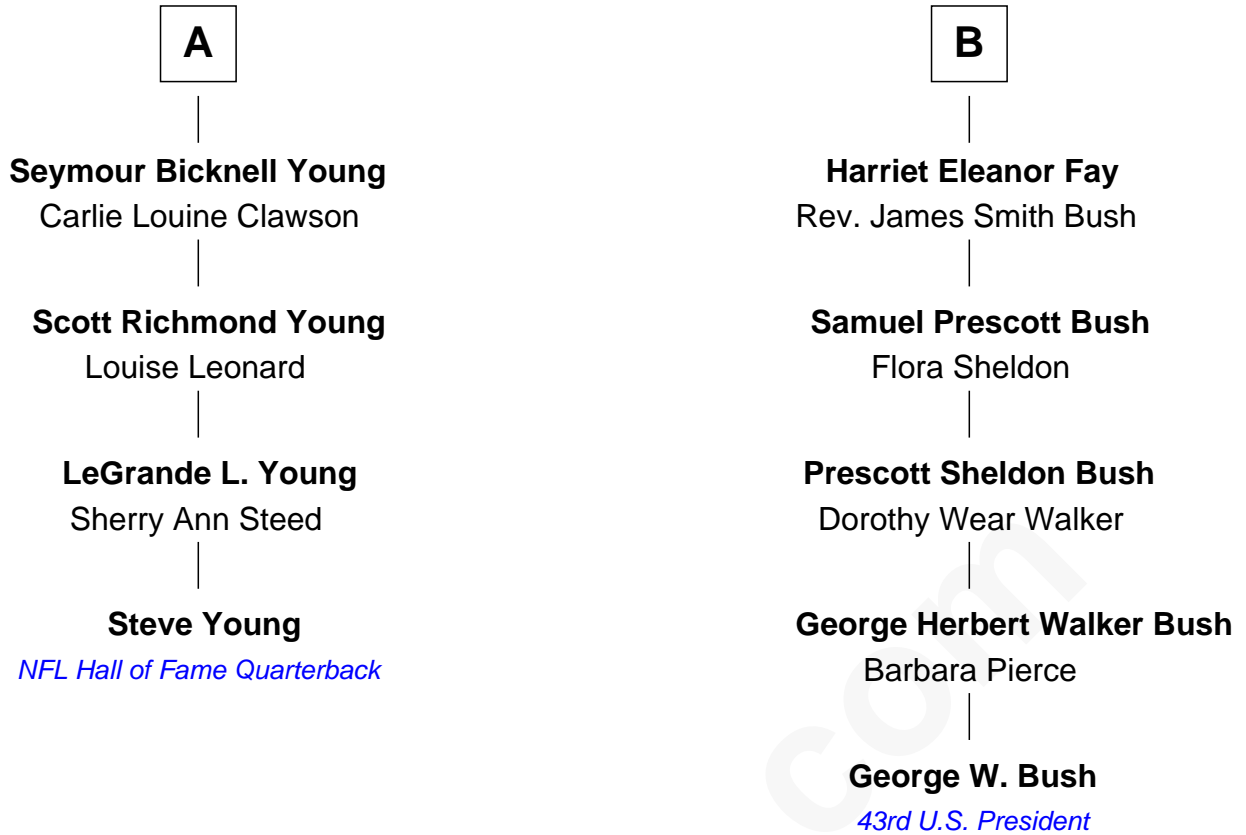 A
Seymour Bicknell Young
Carlie Louine Clawson
Scott Richmond Young
Louise Leonard
LeGrande L. Young
Sherry Ann Steed
Steve Young
NFL Hall of Fame Quarterback
B
Harriet Eleanor Fay
Rev. James Smith Bush
Samuel Prescott Bush
Flora Sheldon
Prescott Sheldon Bush
Dorothy Wear Walker
George Herbert Walker Bush
Barbara Pierce
George W. Bush
43rd U.S. President
com